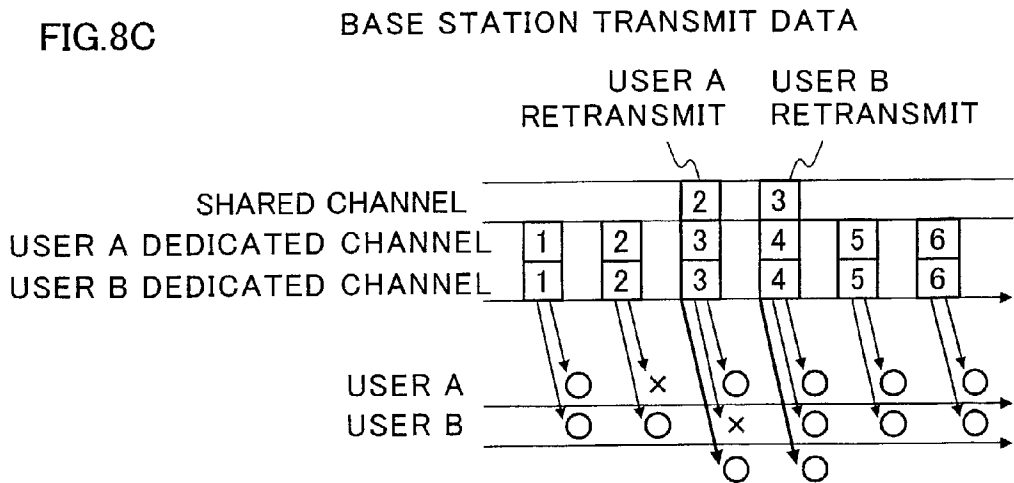 FIG.8C
BASE STATION TRANSMIT DATA
USER A RETRANSMIT
USER B RETRANSMIT
SHARED CHANNEL 2 3
USER A DEDICATED CHANNEL 1 2 3 4 5 6
USER B DEDICATED CHANNEL 1 2 3 4 5 6
USER A ○ × ○ ○ ○ ○
USER B ○ ○ × ○ ○ ○
○ ○